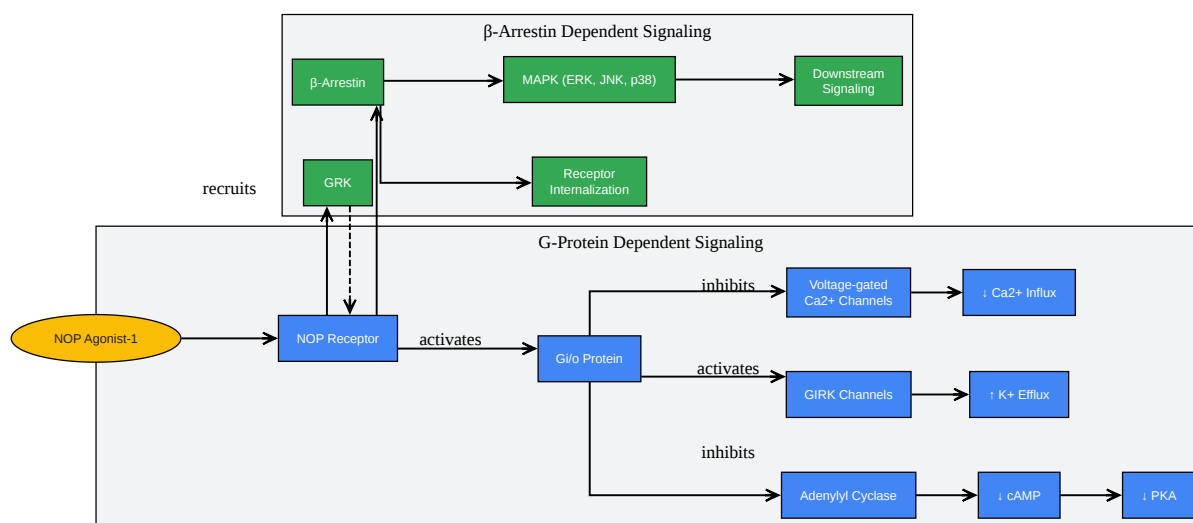 β-Arrestin Dependent Signaling
β-Arrestin
MAPK (ERK, JNK, p38)
Downstream
Signaling
GRK
Receptor
Internalization
recruits
G-Protein Dependent Signaling
NOP Agonist-1
NOP Receptor
activates
Gi/o Protein
inhibits
Voltage-gated
Ca2+ Channels
↓ Ca2+ Influx
activates
GIRK Channels
↑ K+ Efflux
inhibits
Adenylyl Cyclase
↓ cAMP
↓ PKA